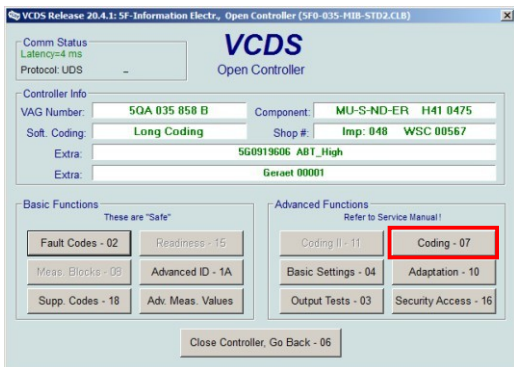 VCDS Release 20.4.1: 5F-Information Electr., Open Controller (5F0-035-MIB-STD2.CLB)
Comm Status
Latency=4 ms
Protocol: UDS
VCDS
Open Controller
Controller Info
VAG Number: 5QA 035 858 B Component: MU-S-ND-ER H41 0475
Soft. Coding: Long Coding Shop #: Imp: 048 WSC 00567
Extra: 5G0919606 ABT_High
Extra: Geraet 00001
Basic Functions
These are "Safe"
Fault Codes - 02 Readiness - 15
Meas. Blocks - 08 Advanced ID - 1A
Supp. Codes - 18 Adv. Meas. Values
Advanced Functions
Refer to Service Manual!
Coding II - 11 Coding - 07
Basic Settings - 04 Adaptation - 10
Output Tests - 03 Security Access - 16
Close Controller, Go Back - 06